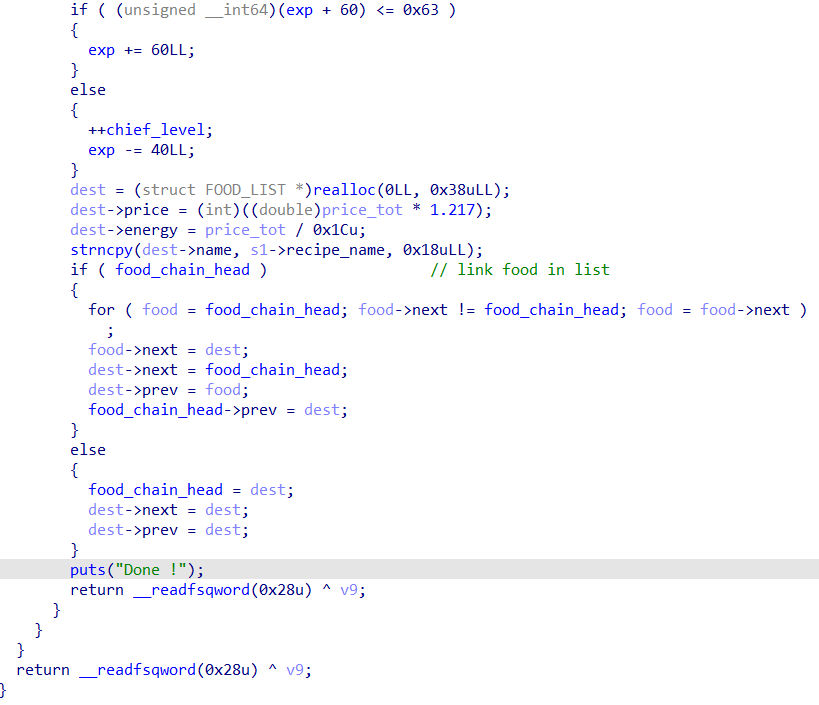 if ( (unsigned __int64)(exp + 60) <= 0x63 )
{
exp += 60LL;
}
else
{
++chief_level;
exp -= 40LL;
}
dest = (struct FOOD_LIST *)realloc(0LL, 0x38uLL);
dest->price = (int)((double)price_tot * 1.217);
dest->energy = price_tot / 0x1Cu;
strncpy(dest->name, s1->recipe_name, 0x18uLL);
if ( food_chain_head ) // link food in list
{
for ( food = food_chain_head; food->next != food_chain_head; food = food->next )
;
food->next = dest;
dest->next = food_chain_head;
dest->prev = food;
food_chain_head->prev = dest;
}
else
{
food_chain_head = dest;
dest->next = dest;
dest->prev = dest;
}
puts("Done !");
return __readfsqword(0x28u) ^ v9;
}
}
}
return __readfsqword(0x28u) ^ v9;
}